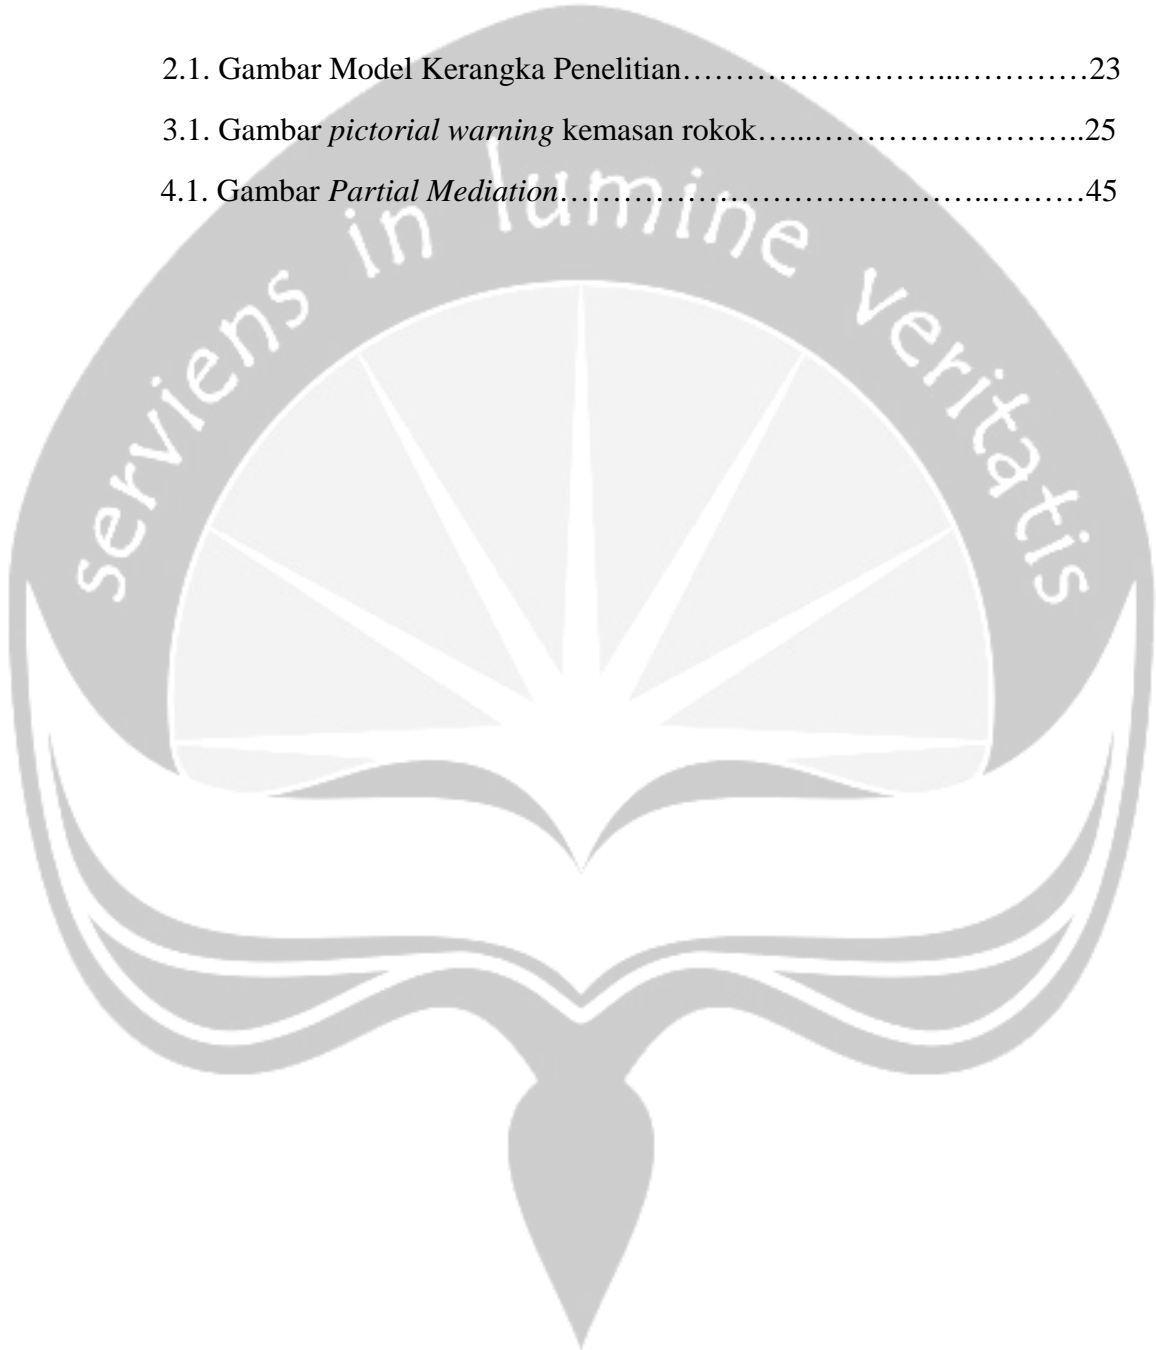 2.1. Gambar Model Kerangka Penelitian……………………...…………23
3.1. Gambar pictorial warning kemasan rokok…...……………………..25
4.1. Gambar Partial Mediation…………………………………..………45
serviens in lumine veritatis